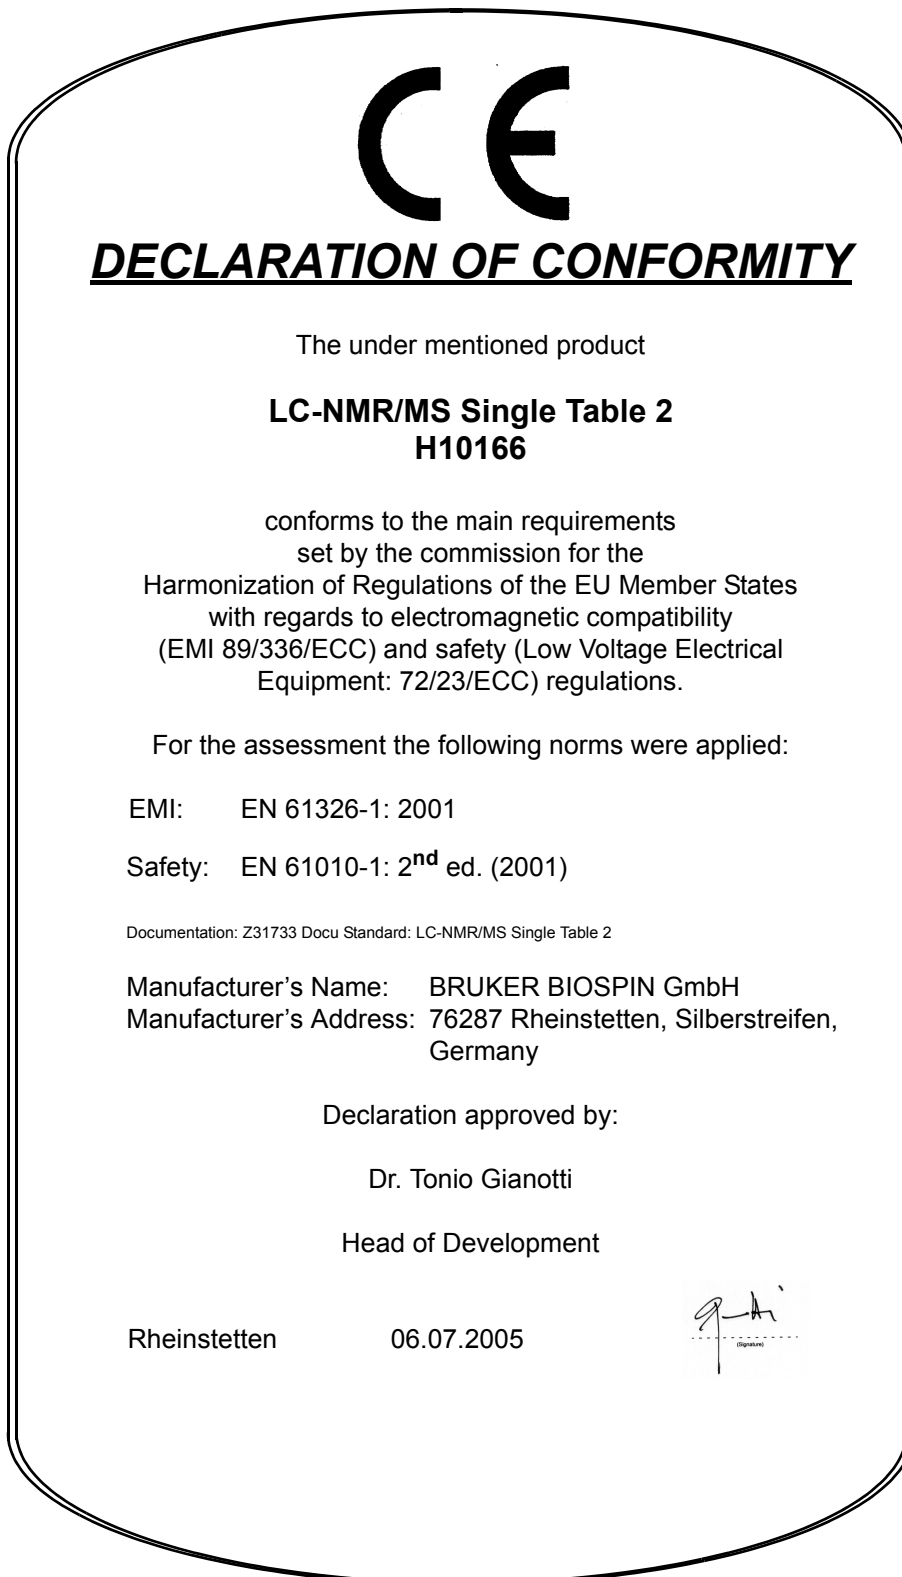 CE
DECLARATION OF CONFORMITY
The under mentioned product
LC-NMR/MS Single Table 2
H10166
conforms to the main requirements
set by the commission for the
Harmonization of Regulations of the EU Member States
with regards to electromagnetic compatibility
(EMI 89/336/ECC) and safety (Low Voltage Electrical
Equipment: 72/23/ECC) regulations.
For the assessment the following norms were applied:
EMI: EN 61326-1: 2001
Safety: EN 61010-1: 2nd ed. (2001)
Documentation: Z31733 Docu Standard: LC-NMR/MS Single Table 2
Manufacturer’s Name: BRUKER BIOSPIN GmbH
Manufacturer’s Address: 76287 Rheinstetten, Silberstreifen,
Germany
Declaration approved by:
Dr. Tonio Gianotti
Head of Development
Rheinstetten 06.07.2005
(Signature)